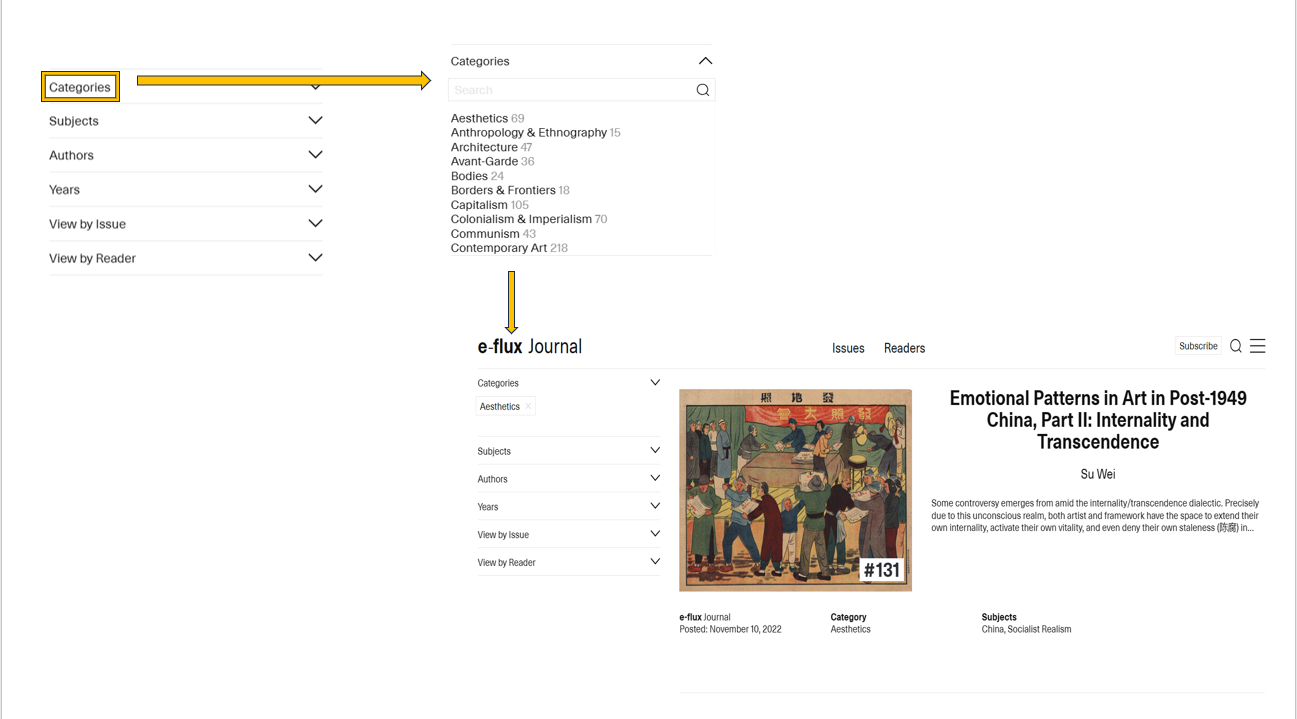 Categories
Subjects
Authors
Years
View by Issue
View by Reader
Categories
Search
Aesthetics 69
Anthropology & Ethnography 15
Architecture 47
Avant-Garde 36
Bodies 24
Borders & Frontiers 18
Capitalism 105
Colonialism & Imperialism 70
Communism 43
Contemporary Art 218
e-flux Journal
Issues
Readers
Subscribe
Categories
Aesthetics ×
Subjects
Authors
Years
View by Issue
View by Reader
照地發
會大照發
#131
Emotional Patterns in Art in Post-1949
China, Part II: Internality and
Transcendence
Su Wei
Some controversy emerges from amid the internality/transcendence dialectic. Precisely
due to this unconscious realm, both artist and framework have the space to extend their
own internality, activate their own vitality, and even deny their own staleness (陈腐) in...
e-flux Journal
Posted: November 10, 2022
Category
Aesthetics
Subjects
China, Socialist Realism